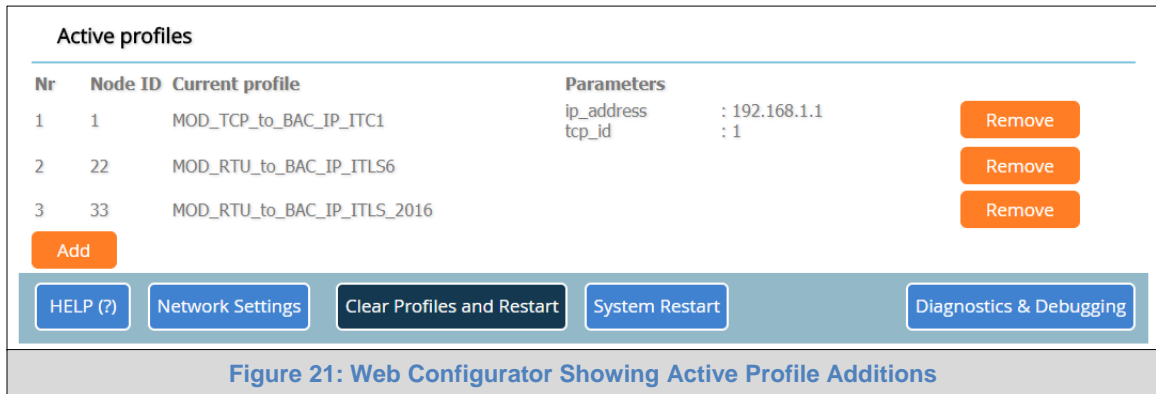 Active profiles
Nr Node ID Current profile Parameters
1 1 MOD_TCP_to_BAC_IP_ITC1 ip_address : 192.168.1.1
tcp_id : 1 Remove
2 22 MOD_RTU_to_BAC_IP_ITLS6 Remove
3 33 MOD_RTU_to_BAC_IP_ITLS_2016 Remove
Add
HELP (?) Network Settings Clear Profiles and Restart System Restart Diagnostics & Debugging
Figure 21: Web Configurator Showing Active Profile Additions